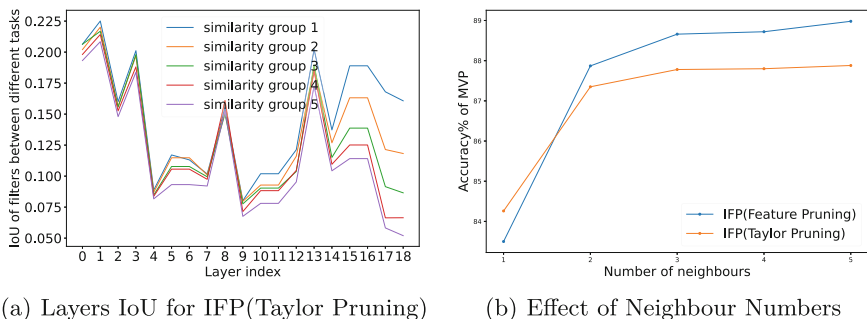 IoU of filters between different tasks
0.225
0.200
0.175
0.150
0.125
0.100
0.075
0.050
similarity group 1
similarity group 2
similarity group 3
similarity group 4
similarity group 5
0 1 2 3 4 5 6 7 8 9 10 11 12 13 14 15 16 17 18
Layer index
(a) Layers IoU for IFP(Taylor Pruning)
Accuracy% of MVP
89
88
87
86
85
84
IFP(Feature Pruning)
IFP(Taylor Pruning)
1 2 3 4 5
Number of neighbours
(b) Effect of Neighbour Numbers